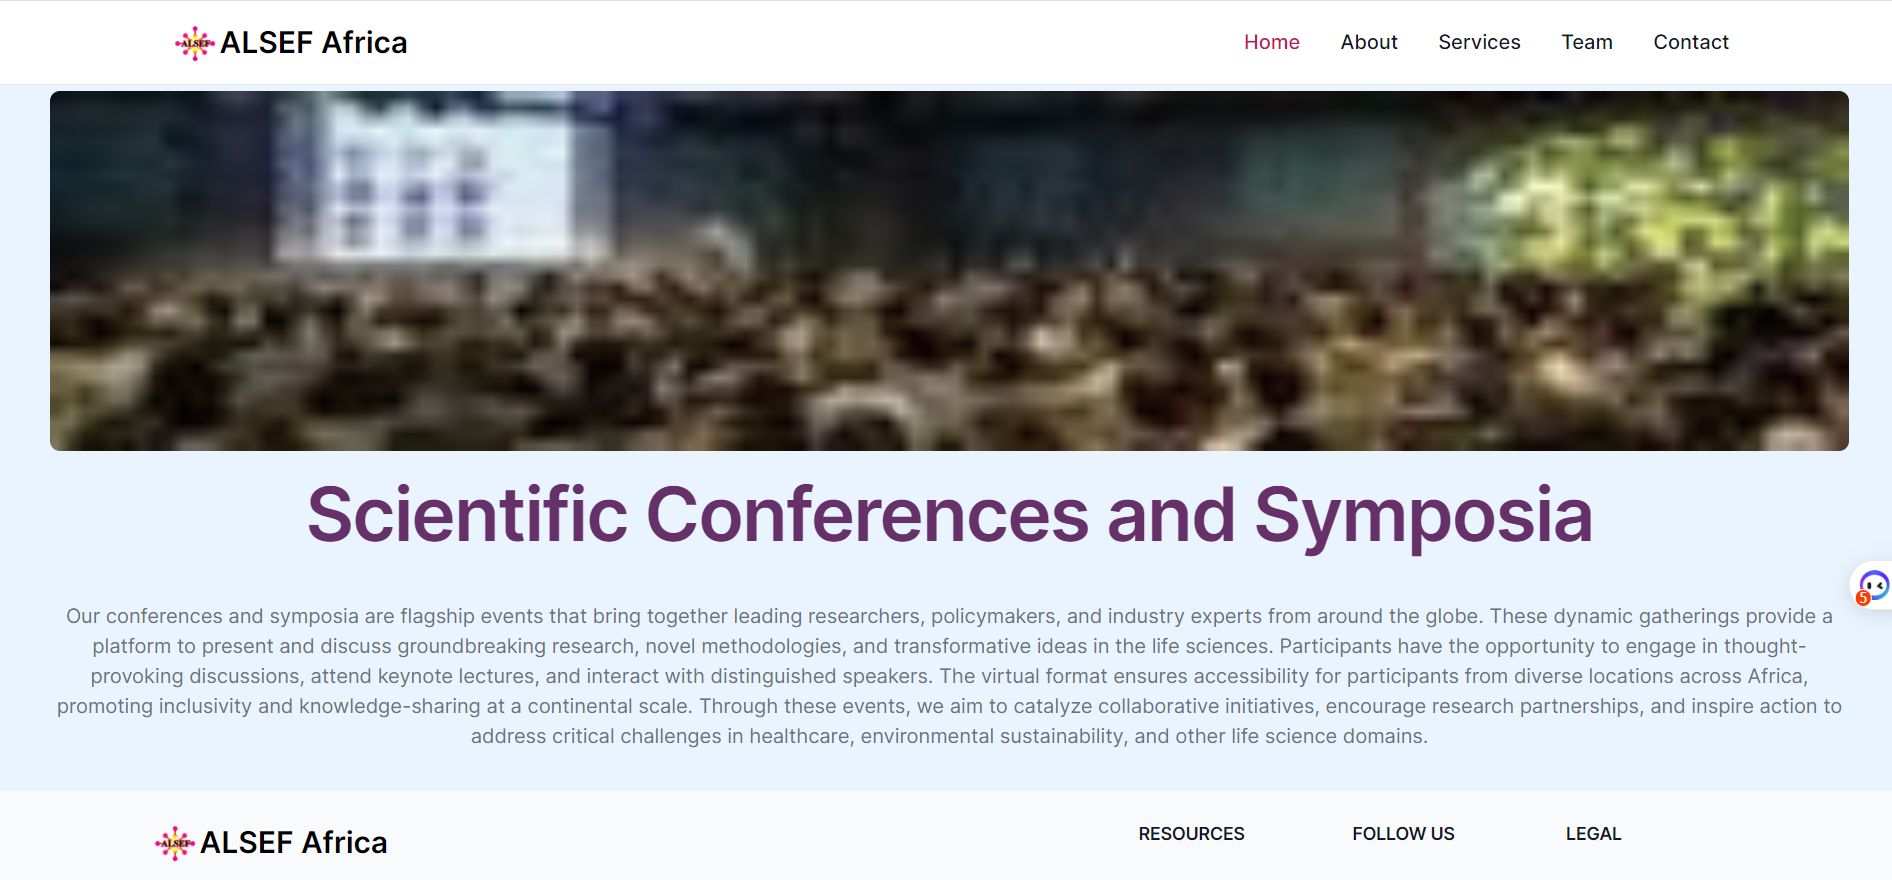 ALSEF ALSEF Africa
Home About Services Team Contact
Scientific Conferences and Symposia
Our conferences and symposia are flagship events that bring together leading researchers, policymakers, and industry experts from around the globe. These dynamic gatherings provide a
platform to present and discuss groundbreaking research, novel methodologies, and transformative ideas in the life sciences. Participants have the opportunity to engage in thought-
provoking discussions, attend keynote lectures, and interact with distinguished speakers. The virtual format ensures accessibility for participants from diverse locations across Africa,
promoting inclusivity and knowledge-sharing at a continental scale. Through these events, we aim to catalyze collaborative initiatives, encourage research partnerships, and inspire action to
address critical challenges in healthcare, environmental sustainability, and other life science domains.
5
ALSEF ALSEF Africa
RESOURCES FOLLOW US LEGAL